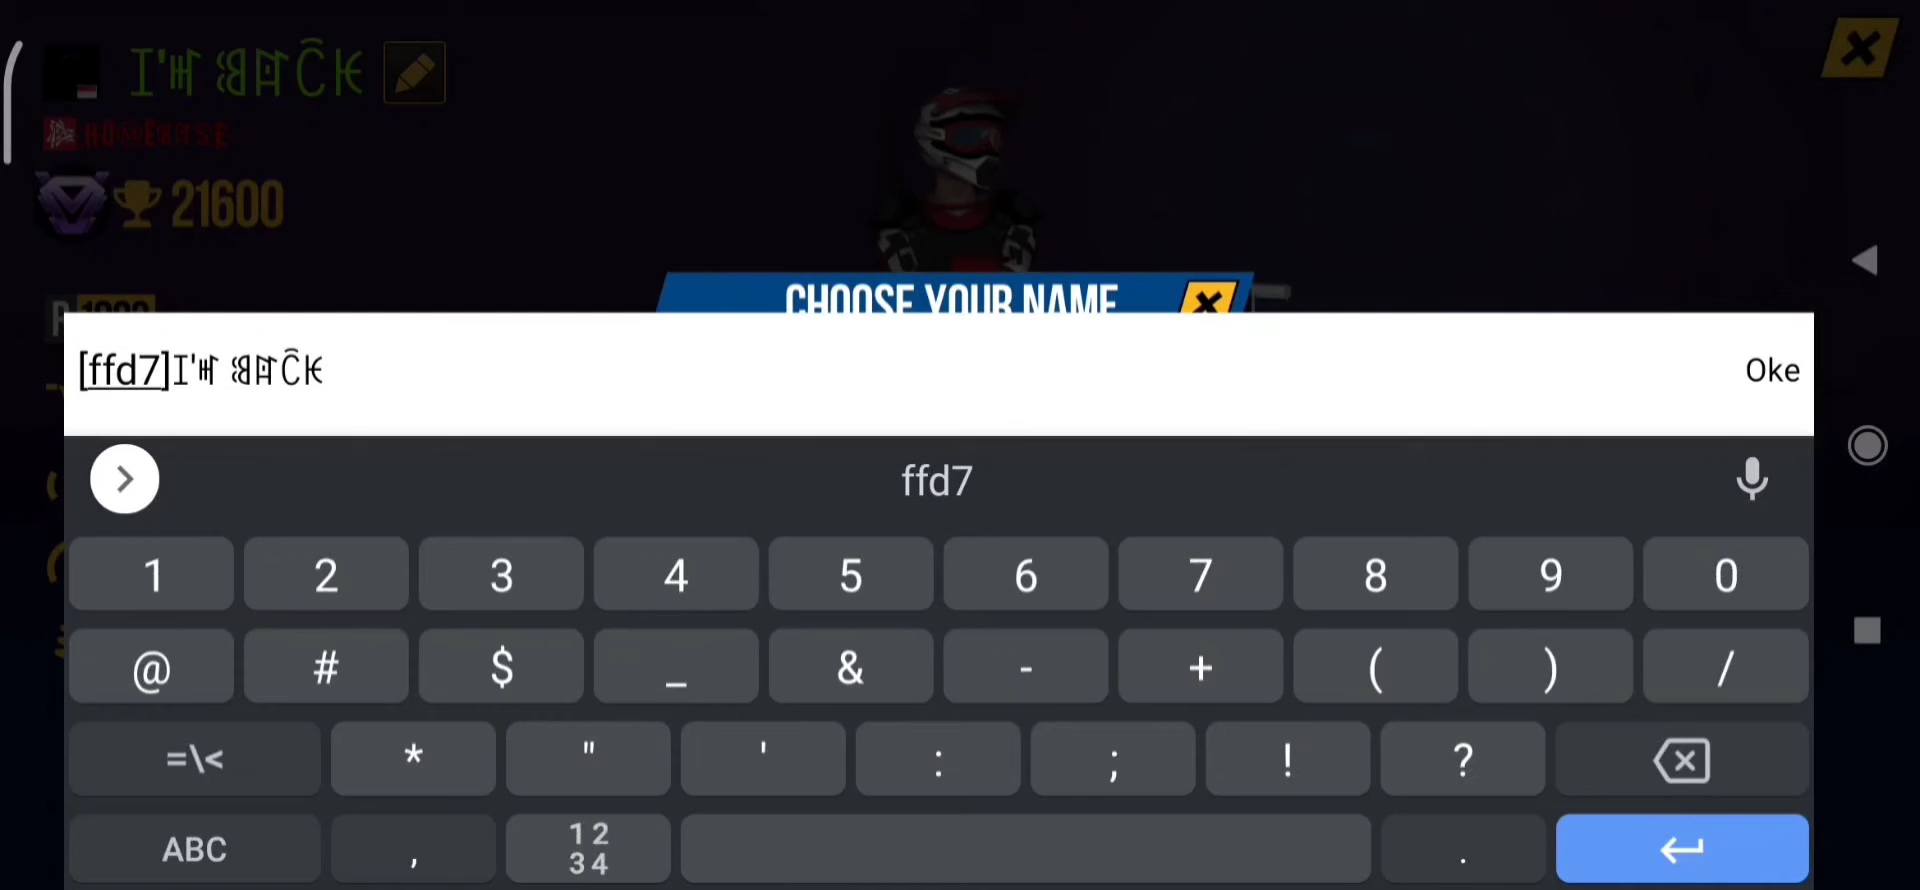 I'M BACK
HOMEBASE
21600
CHOOSE YOUR NAME
[ffd7]I'M BACK
Oke
ffd7
1 2 3 4 5 6 7 8 9 0
@ # $ _ & - + ( ) /
=\< * " ' : ; ! ?
ABC , 12 34 .